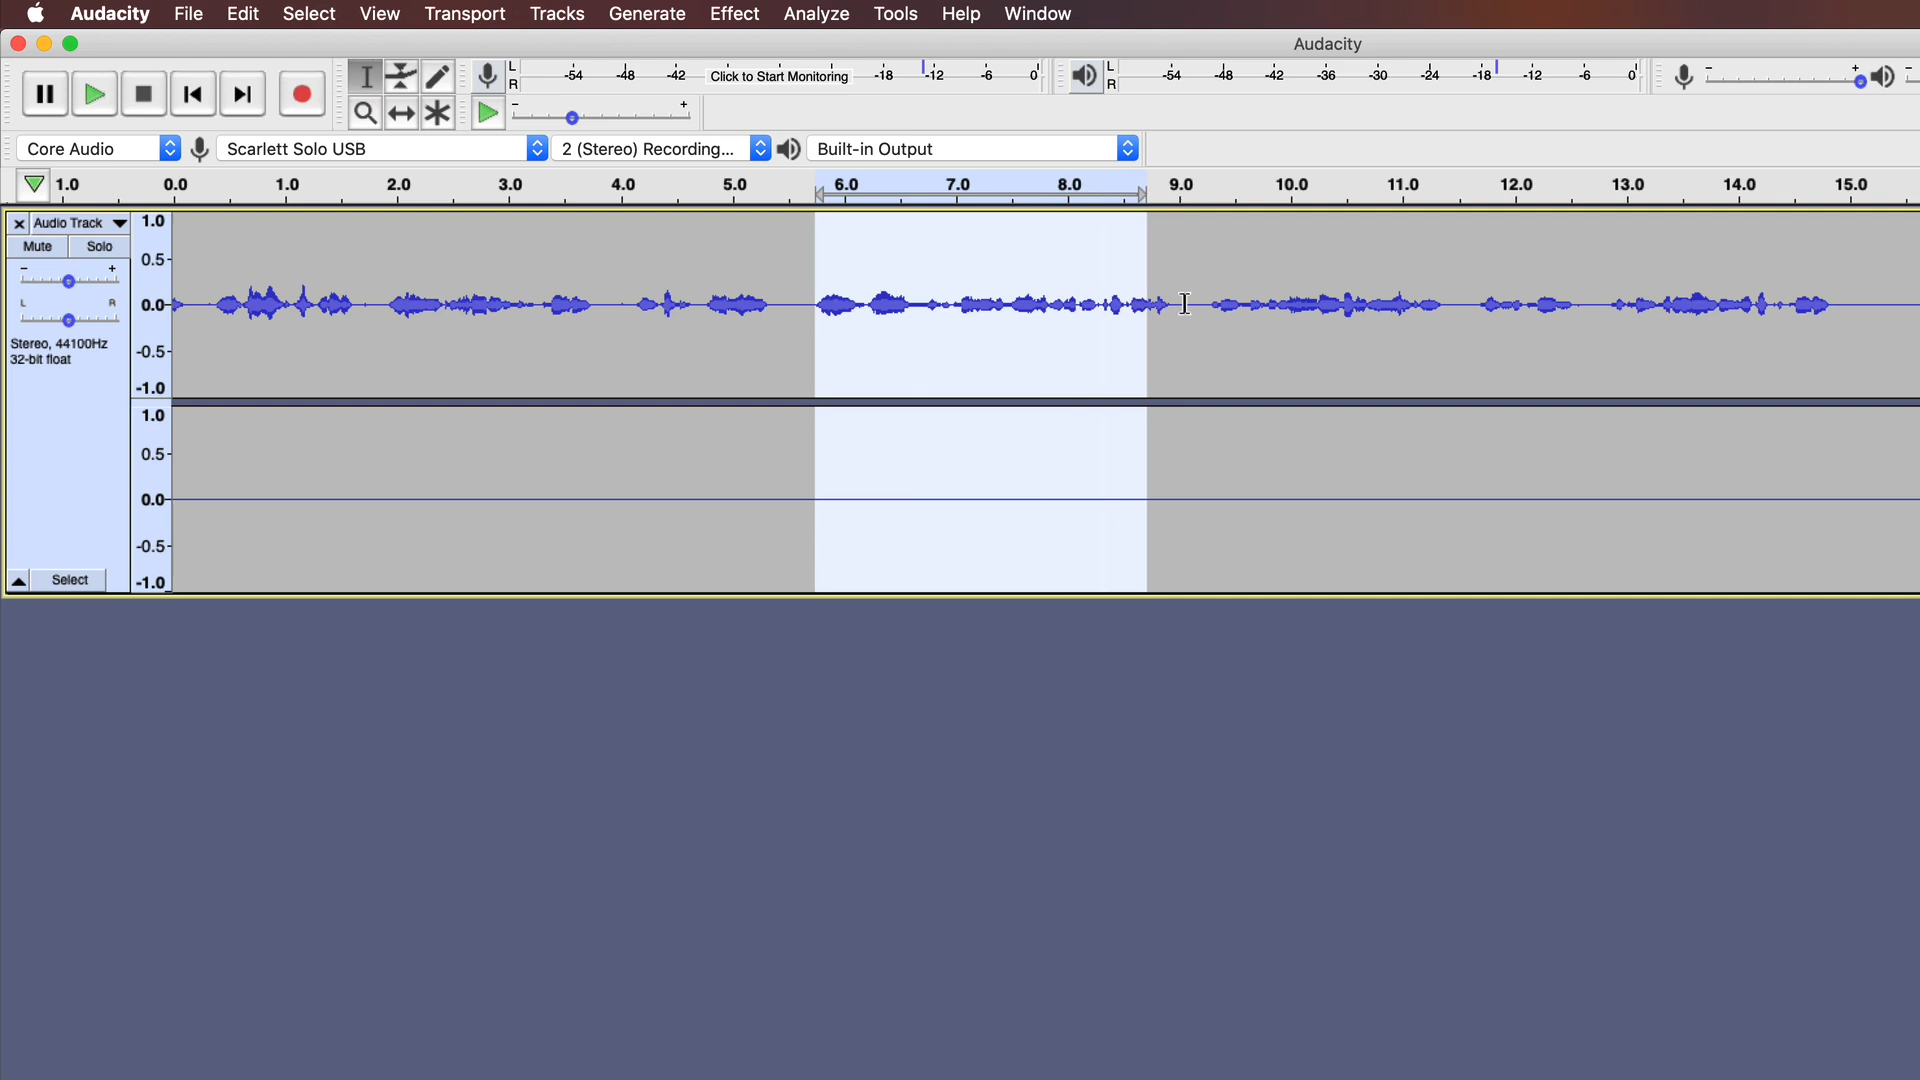 Audacity File Edit Select View Transport Tracks Generate Effect Analyze Tools Help Window
Audacity
L -54 -48 -42 Click to Start Monitoring -18 -12 -6 0 L -54 -48 -42 -36 -30 -24 -18 -12 -6 0 - +
R R
- +
Core Audio Scarlett Solo USB 2 (Stereo) Recording... Built-in Output
1.0 0.0 1.0 2.0 3.0 4.0 5.0 6.0 7.0 8.0 9.0 10.0 11.0 12.0 13.0 14.0 15.0
Audio Track 1.0
Mute Solo
0.5
- +
L R 0.0
Stereo, 44100Hz
-0.5
32-bit float
-1.0
1.0
0.5
0.0
-0.5
Select -1.0